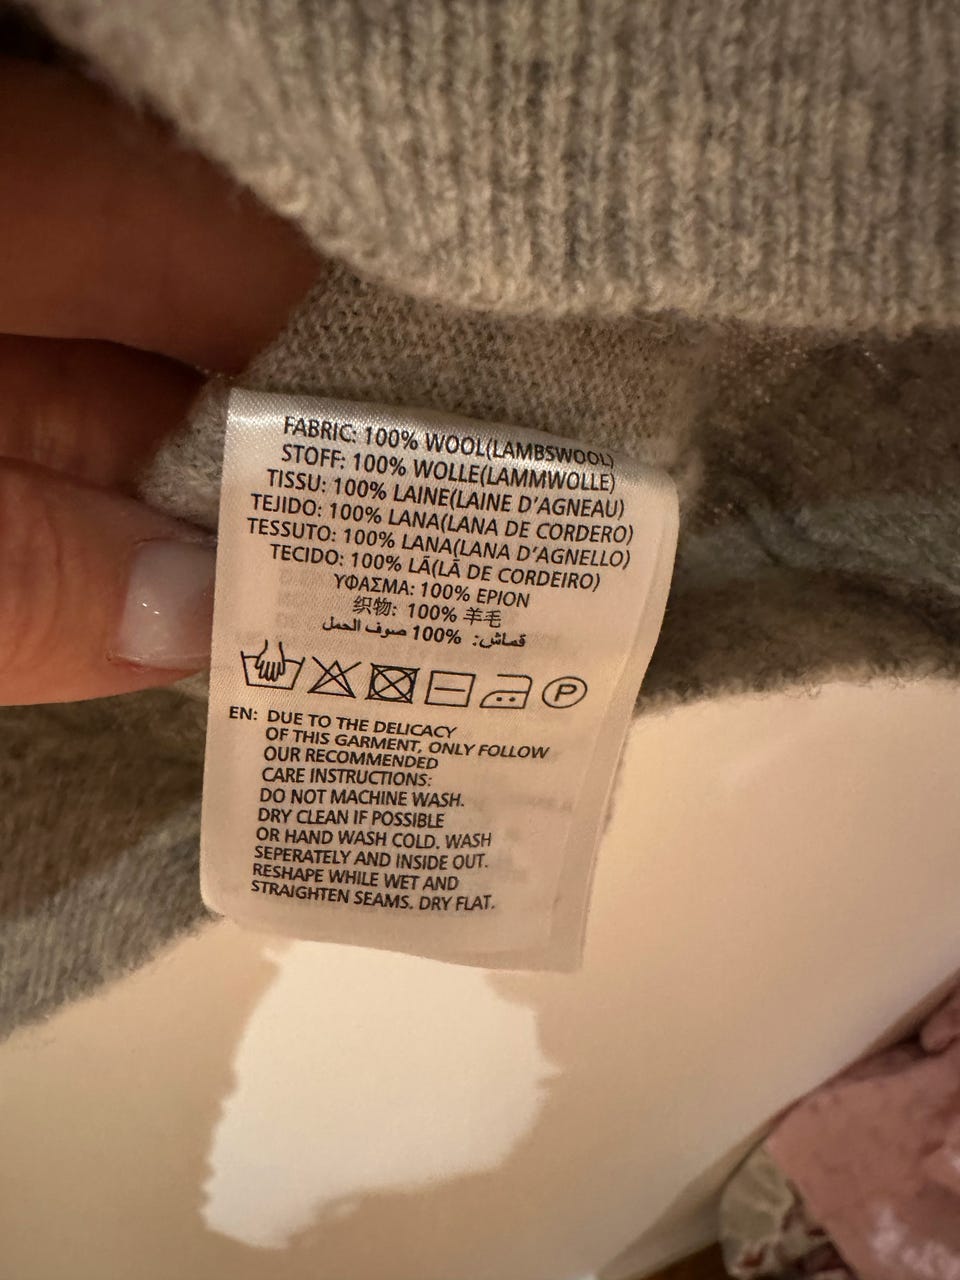 FABRIC: 100% WOOL(LAMBSWOOL)
STOFF: 100% WOLLE(LAMMWOLLE)
TISSU: 100% LAINE(LAINE D'AGNEAU)
TEJIDO: 100% LANA(LANA DE CORDERO)
TESSUTO: 100% LANA(LANA D'AGNELLO)
TECIDO: 100% LÃ(LÃ DE CORDEIRO)
ΥΦΑΣΜΑ: 100% ΕΡΙΟΝ
织物: 100% 羊毛
قماش: 100% صوف الحمل
P
EN: DUE TO THE DELICACY
OF THIS GARMENT, ONLY FOLLOW
OUR RECOMMENDED
CARE INSTRUCTIONS:
DO NOT MACHINE WASH.
DRY CLEAN IF POSSIBLE
OR HAND WASH COLD. WASH
SEPERATELY AND INSIDE OUT.
RESHAPE WHILE WET AND
STRAIGHTEN SEAMS. DRY FLAT.